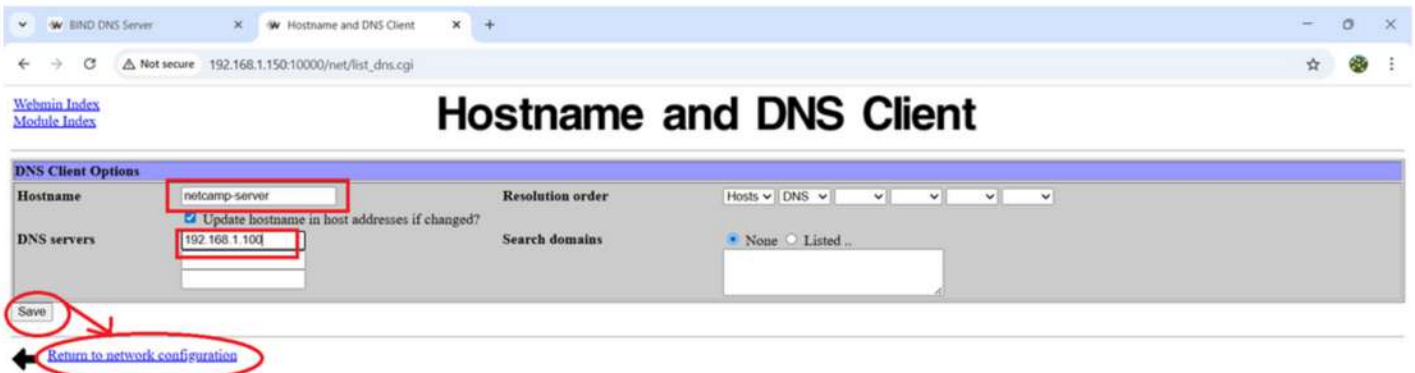 BIND DNS Server
Hostname and DNS Client
Not secure 192.168.1.150:10000/net/list_dns.cgi
Webmin Index
Module Index
Hostname and DNS Client
DNS Client Options
Hostname netcamp-server Resolution order Hosts DNS
Update hostname in host addresses if changed?
DNS servers 192.168.1.100 Search domains None Listed ..
Save
Return to network configuration